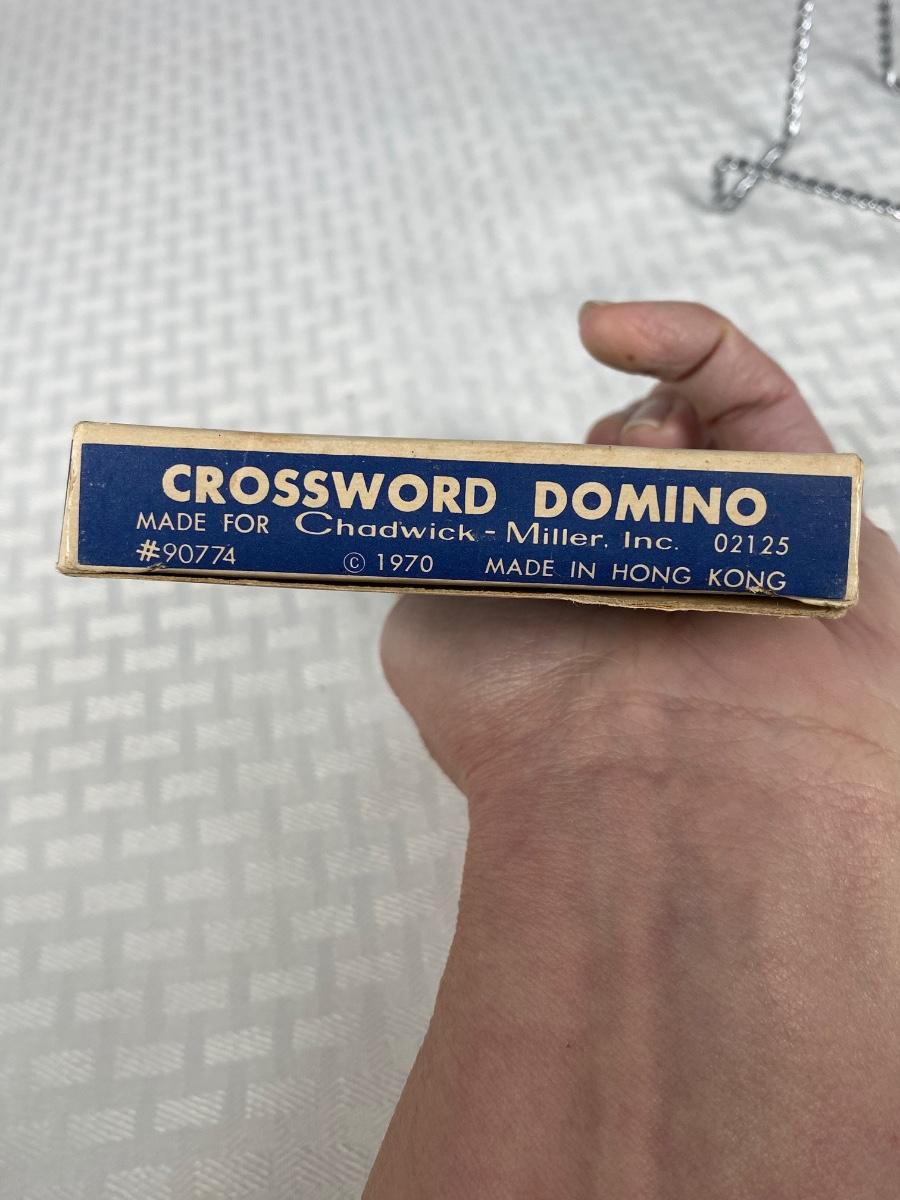 CROSSWORD DOMINO
MADE FOR Chadwick-Miller, Inc. 02125
#90774 © 1970 MADE IN HONG KONG